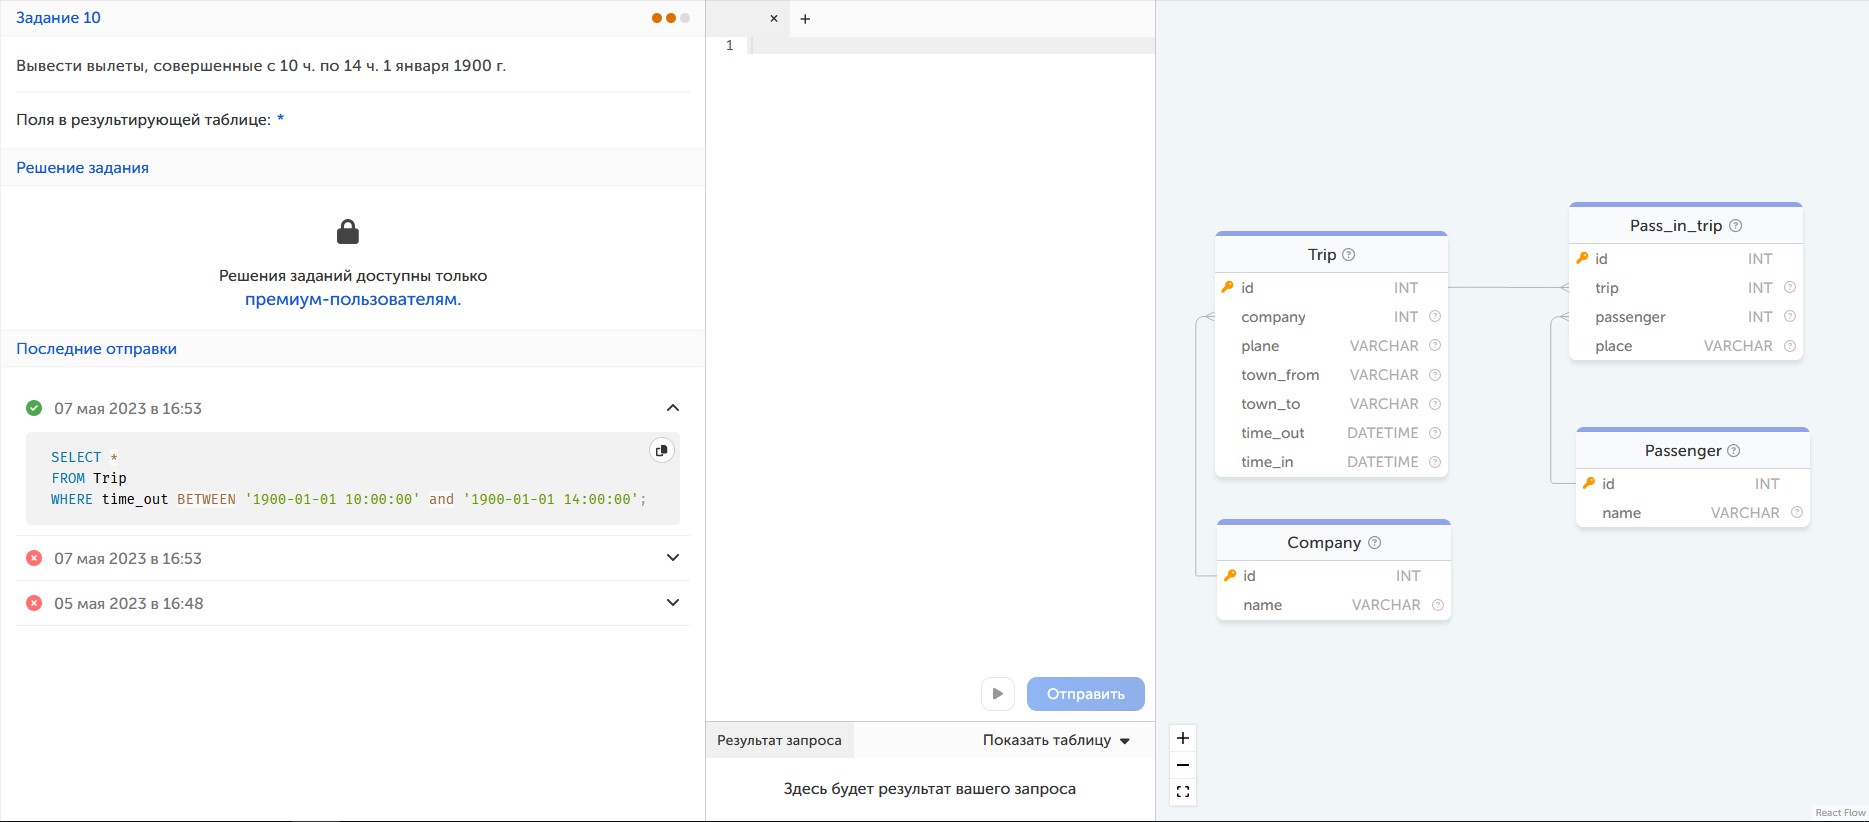 Задание 10
Вывести вылеты, совершенные с 10 ч. по 14 ч. 1 января 1900 г.
Поля в результирующей таблице: *
Решение задания
Решения заданий доступны только
премиум-пользователям.
Последние отправки
07 мая 2023 в 16:53
SELECT *
FROM Trip
WHERE time_out BETWEEN '1900-01-01 10:00:00' and '1900-01-01 14:00:00';
07 мая 2023 в 16:53
05 мая 2023 в 16:48
1
Отправить
Результат запроса
Показать таблицу
Здесь будет результат вашего запроса
Trip
id INT
company INT
plane VARCHAR
town_from VARCHAR
town_to VARCHAR
time_out DATETIME
time_in DATETIME
Company
id INT
name VARCHAR
Pass_in_trip
id INT
trip INT
passenger INT
place VARCHAR
Passenger
id INT
name VARCHAR
React Flow